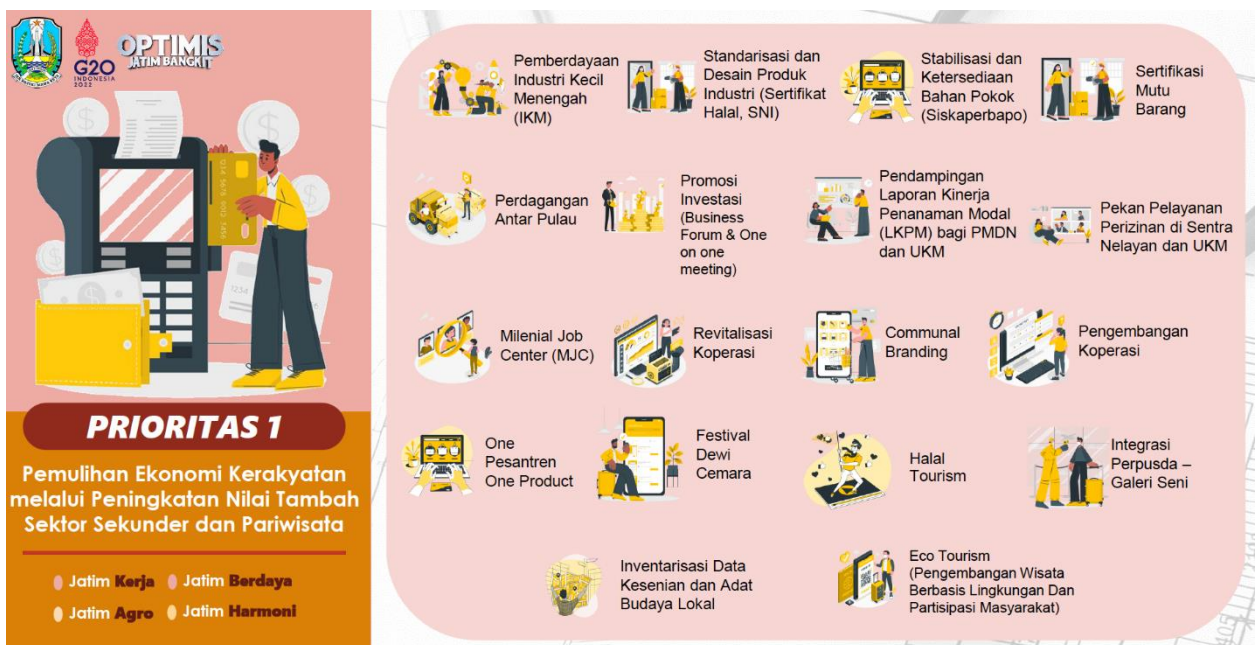 OPTIMIS
JATIM BANGKIT
G20
INDONESIA
2022
1234
PRIORITAS 1
Pemulihan Ekonomi Kerakyatan
melalui Peningkatan Nilai Tambah
Sektor Sekunder dan Pariwisata
Jatim Kerja
Jatim Berdaya
Jatim Agro
Jatim Harmoni
Pemberdayaan
Industri Kecil
Menengah
(IKM)
Standarisasi dan
Desain Produk
Industri (Sertifikat
Halal, SNI)
Stabilisasi dan
Ketersediaan
Bahan Pokok
(Siskaperbapo)
Sertifikasi
Mutu
Barang
Perdagangan
Antar Pulau
Promosi
Investasi
(Business
Forum & One
on one
meeting)
Pendampingan
Laporan Kinerja
Penanaman Modal
(LKPM) bagi PMDN
dan UKM
Pekan Pelayanan
Perizinan di Sentra
Nelayan dan UKM
Milenial Job
Center (MJC)
Revitalisasi
Koperasi
Communal
Branding
Pengembangan
Koperasi
One
Pesantren
One Product
Festival
Dewi
Cemara
Halal
Tourism
Integrasi
Perpusda –
Galeri Seni
Inventarisasi Data
Kesenian dan Adat
Budaya Lokal
Eco Tourism
(Pengembangan Wisata
Berbasis Lingkungan Dan
Partisipasi Masyarakat)
105